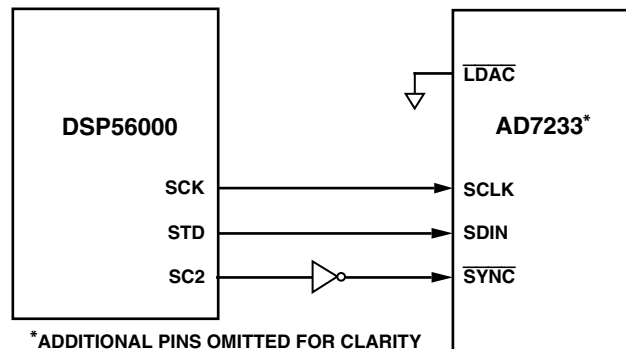 LDAC
DSP56000
AD7233*
SCK
SCLK
STD
SDIN
SC2
SYNC
*ADDITIONAL PINS OMITTED FOR CLARITY